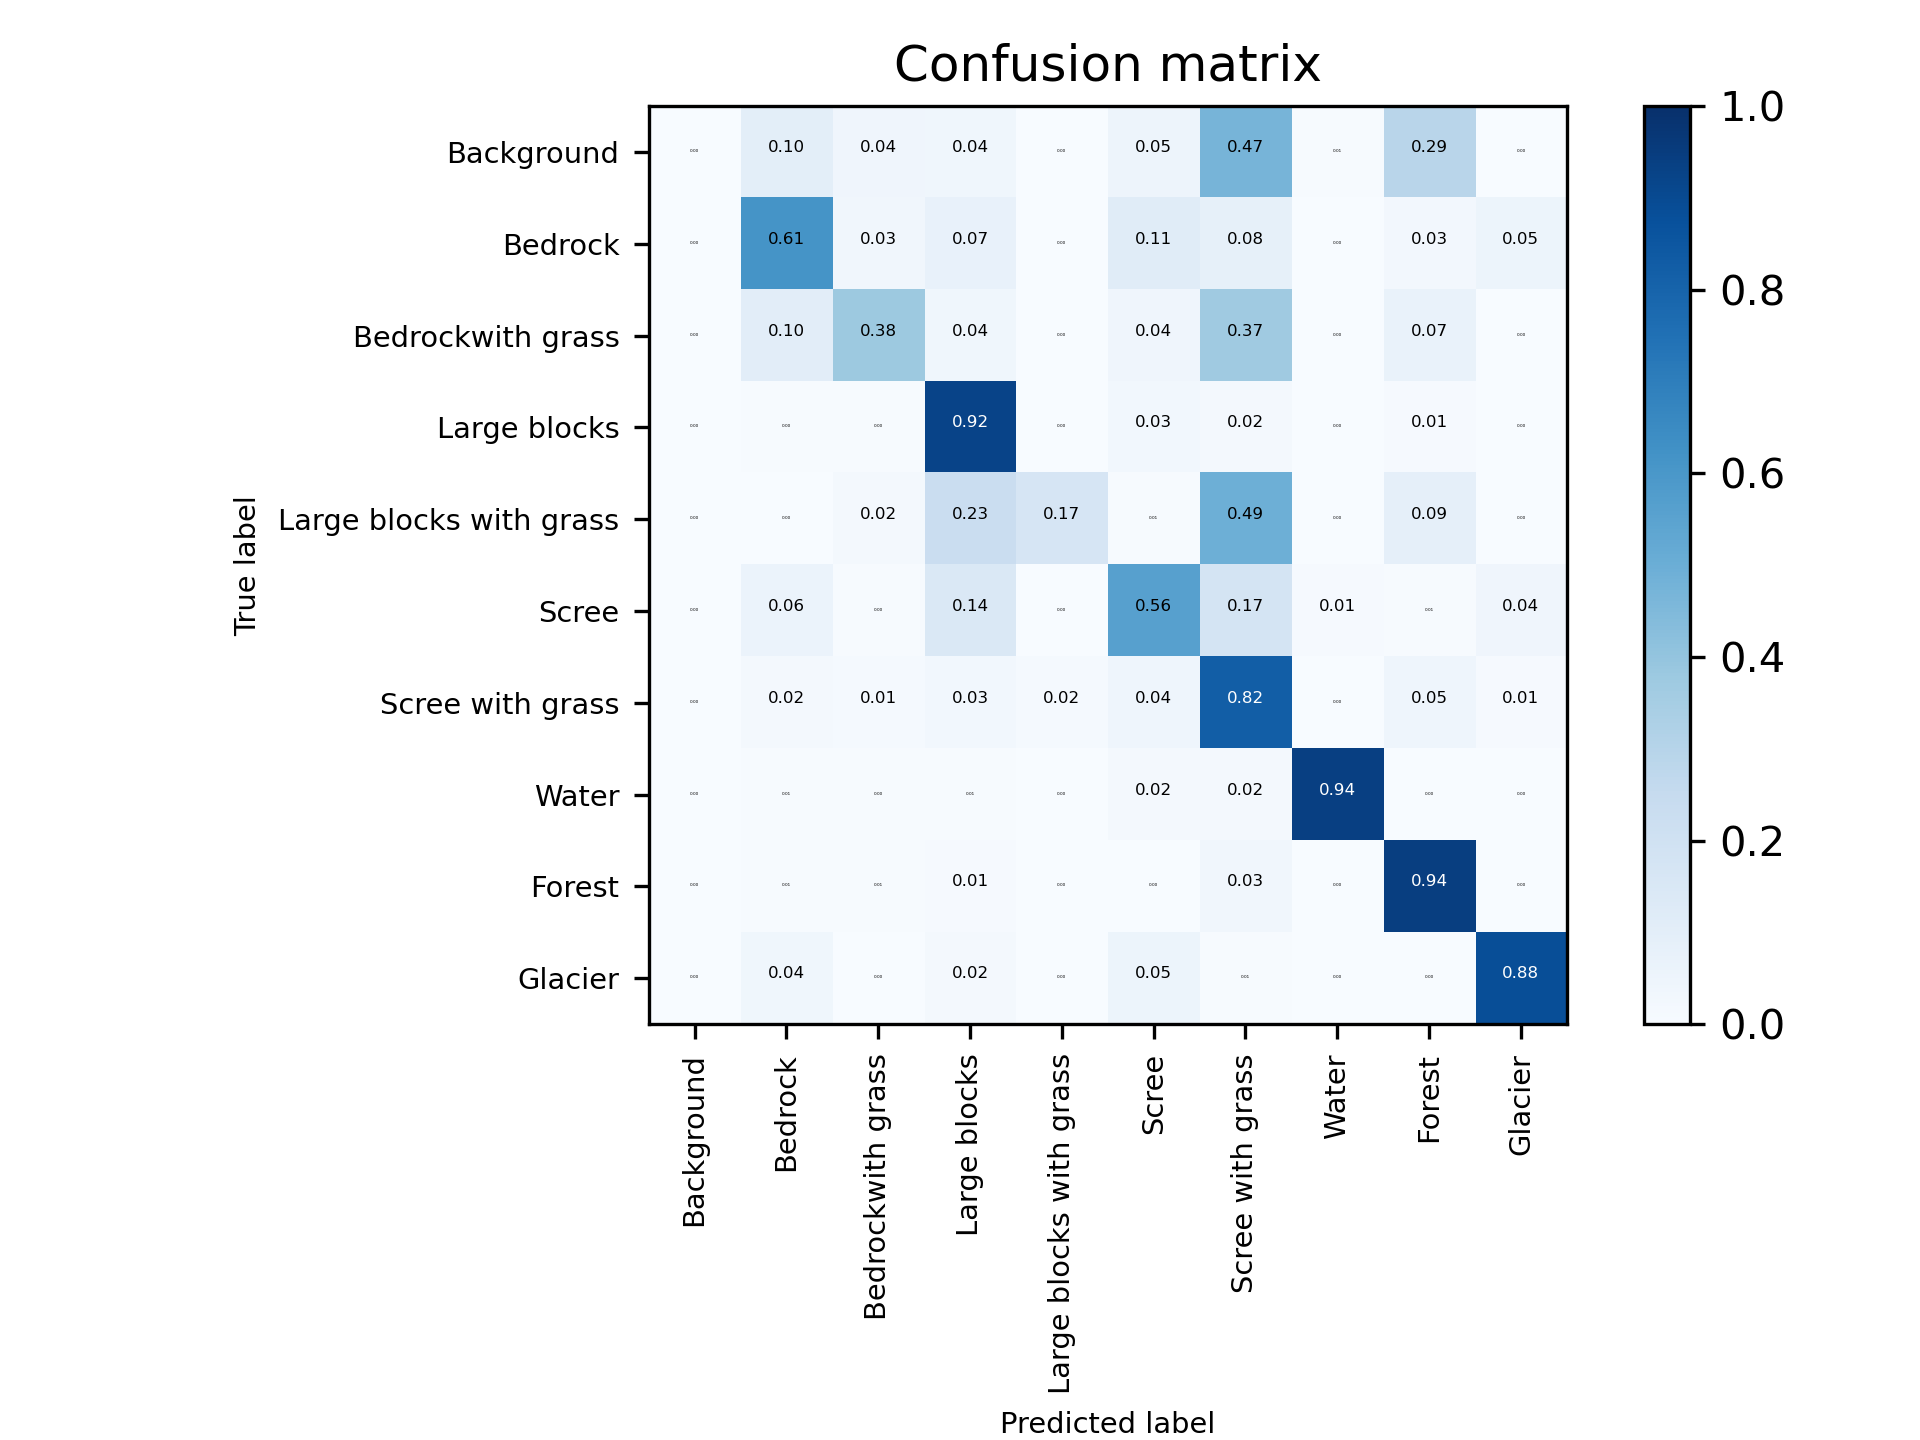 Confusion matrix
Background 0.10 0.04 0.04 0.05 0.47 0.29
Bedrock 0.61 0.03 0.07 0.11 0.08 0.03 0.05
Bedrockwith grass 0.10 0.38 0.04 0.04 0.37 0.07
Large blocks 0.92 0.03 0.02 0.01
Large blocks with grass 0.02 0.23 0.17 0.49 0.09
Scree 0.06 0.14 0.56 0.17 0.01 0.04
Scree with grass 0.02 0.01 0.03 0.02 0.04 0.82 0.05 0.01
Water 0.02 0.02 0.94
Forest 0.01 0.03 0.94
Glacier 0.04 0.02 0.05 0.88
True label
Background
Bedrock
Bedrockwith grass
Large blocks
Large blocks with grass
Scree
Scree with grass
Water
Forest
Glacier
Predicted label
1.0
0.8
0.6
0.4
0.2
0.0